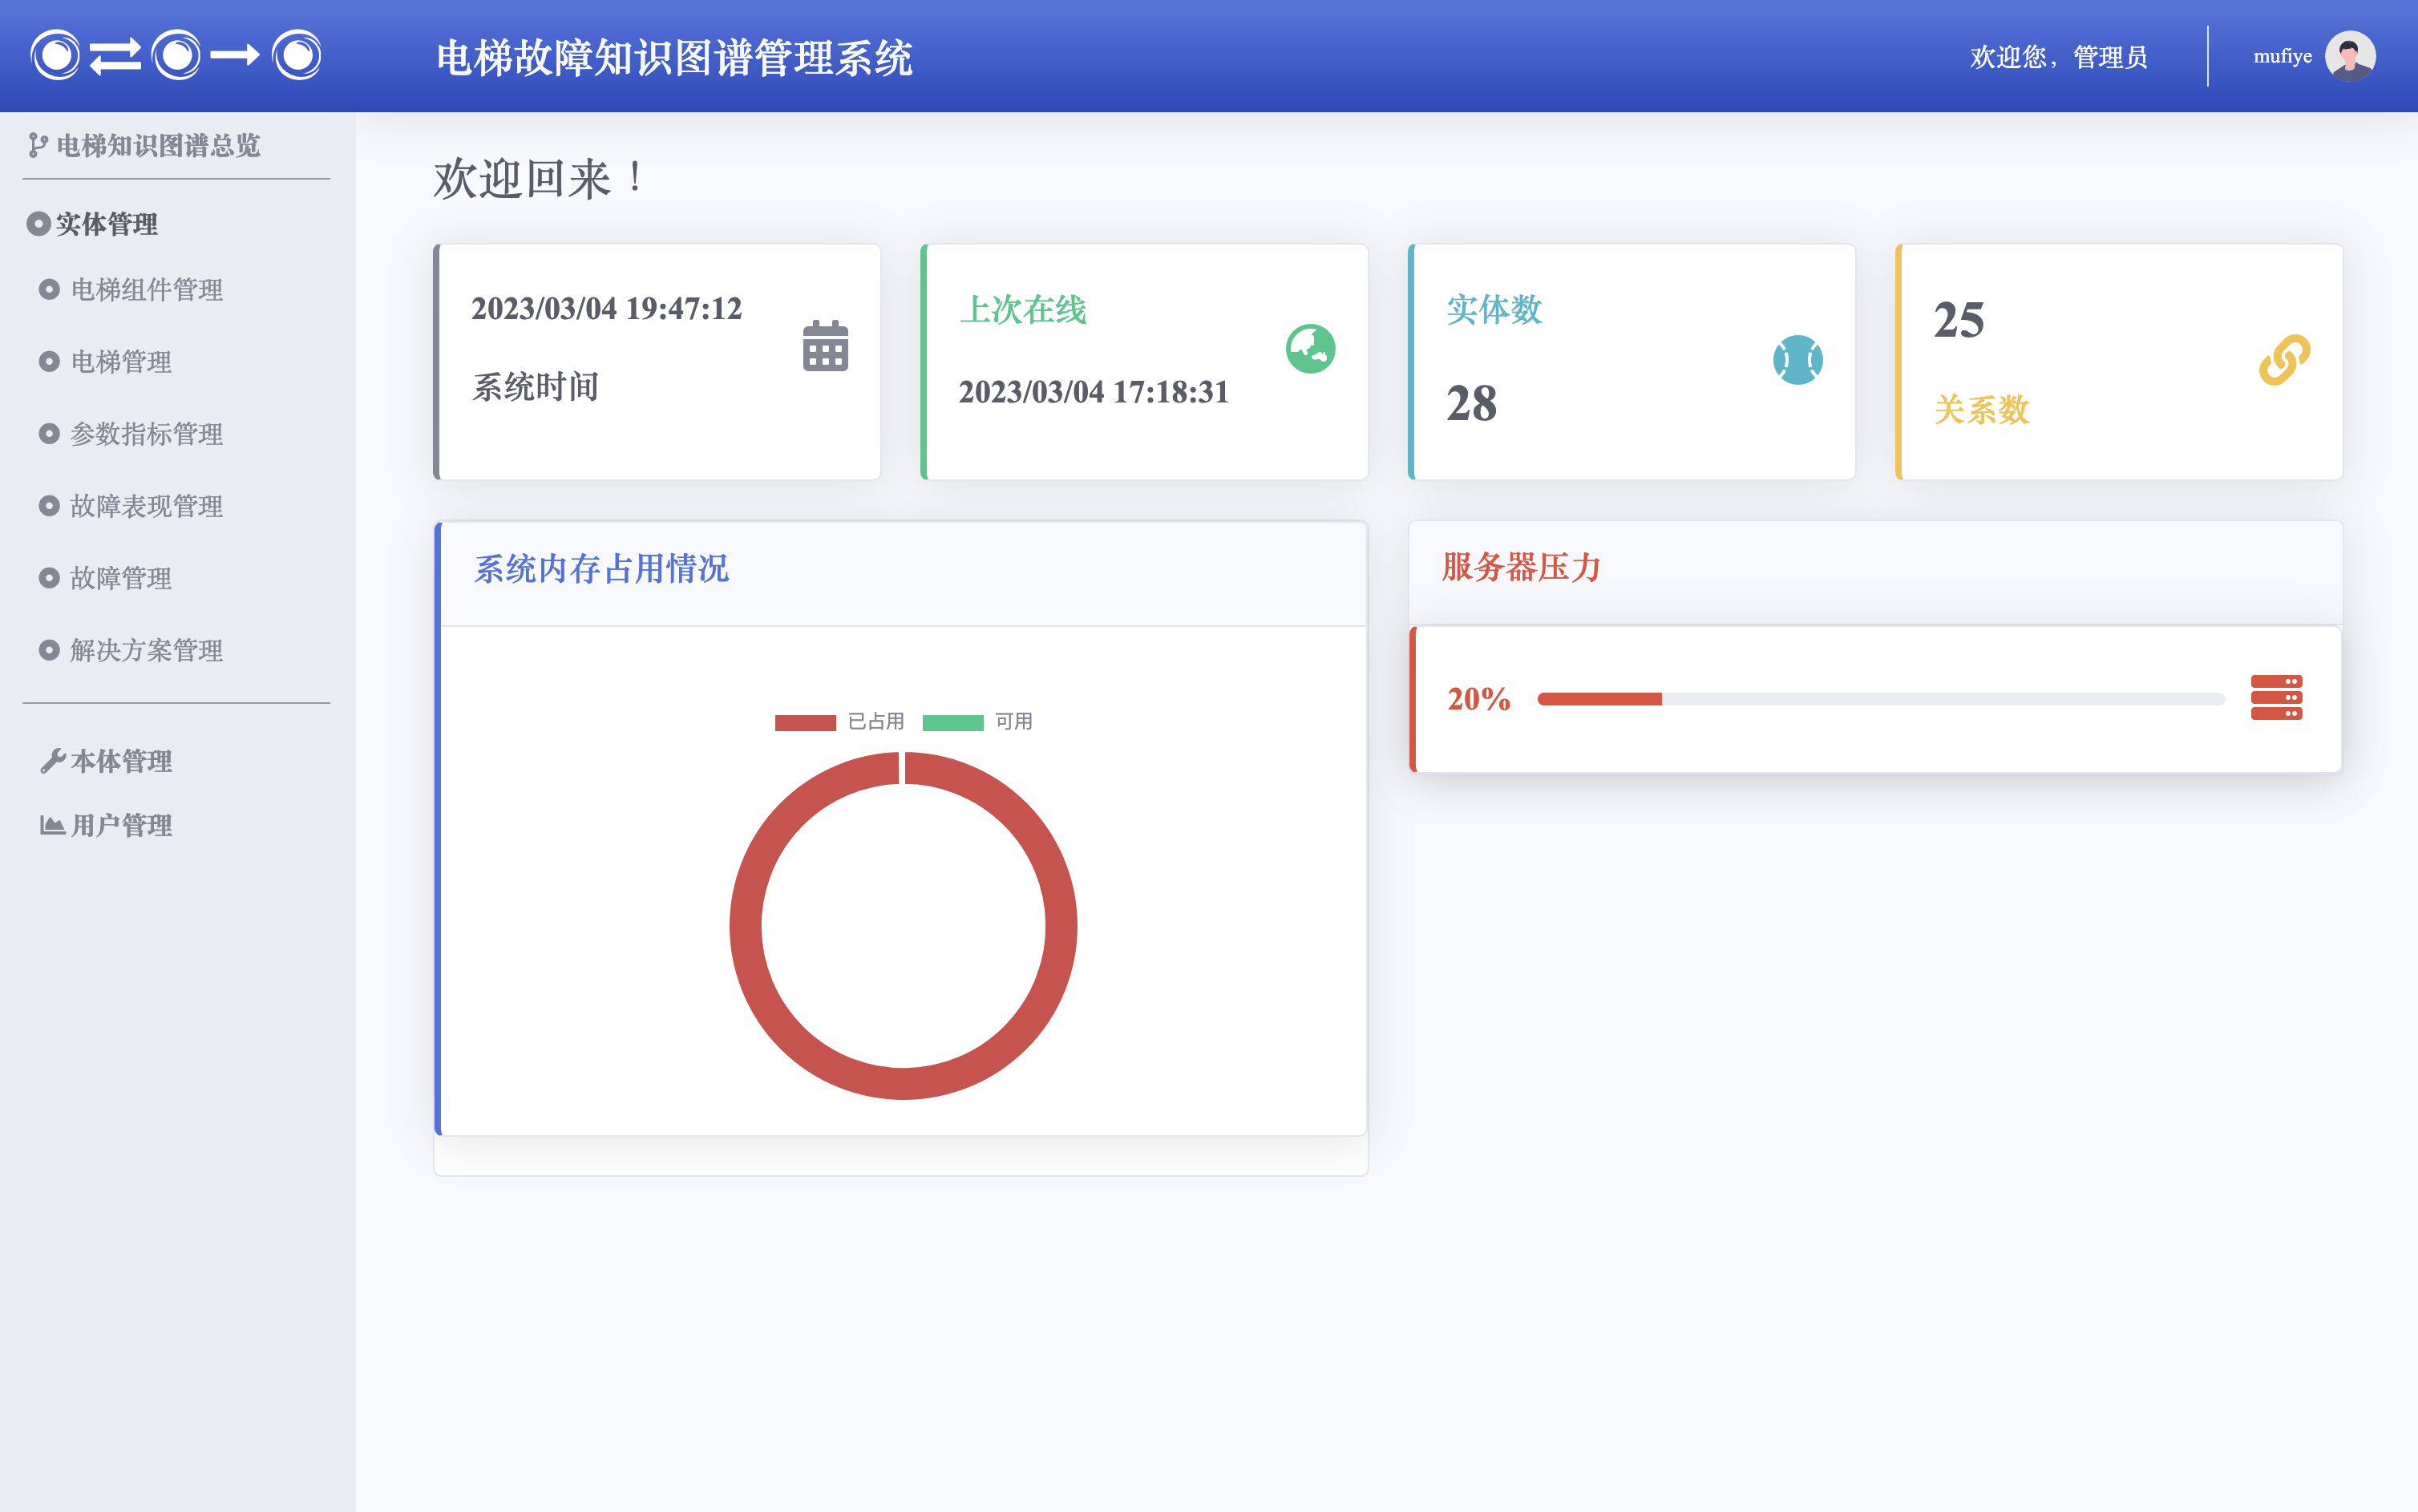 电梯故障知识图谱管理系统
欢迎您，管理员
mufiye
电梯知识图谱总览
实体管理
电梯组件管理
电梯管理
参数指标管理
故障表现管理
故障管理
解决方案管理
本体管理
用户管理
欢迎回来！
2023/03/04 19:47:12
系统时间
上次在线
2023/03/04 17:18:31
实体数
28
25
关系数
系统内存占用情况
已占用
可用
服务器压力
20%